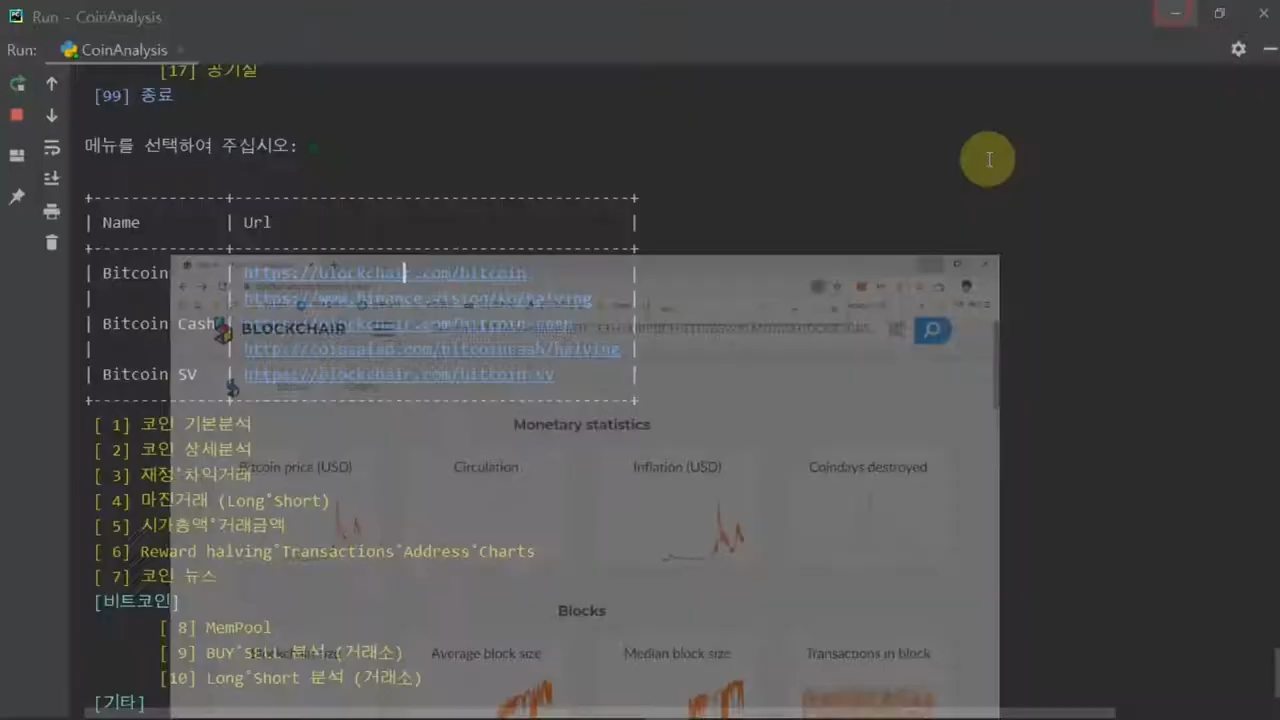 Run - CoinAnalysis
Run: CoinAnalysis
[17] 공기질
[99] 종료
메뉴를 선택하여 주십시오:
| Name | Url |
| Bitcoin | https://blockchair.com/bitcoin |
| | https://www.binance.vision/ko/halving |
| Bitcoin Cash | https://blockchair.com/bitcoin-cash |
BLOCKCHAIR
| | http://coinsalad.com/bitcoincash/halving |
| Bitcoin SV | https://blockchair.com/bitcoin-sv |
[ 1] 코인 기본분석
Monetary statistics
[ 2] 코인 상세분석
Bitcoin price (USD) Circulation Inflation (USD) Coindays destroyed
[ 3] 재정˚차익거래
[ 4] 마진거래 (Long˚Short)
[ 5] 시가총액˚거래금액
[ 6] Reward halving˚Transactions˚Address˚Charts
[ 7] 코인 뉴스
[비트코인]
Blocks
[ 8] MemPool
[ 9] BUY˚SELL 분석 (거래소)
Average block size Median block size Transactions in block
[10] Long˚Short 분석 (거래소)
[기타]